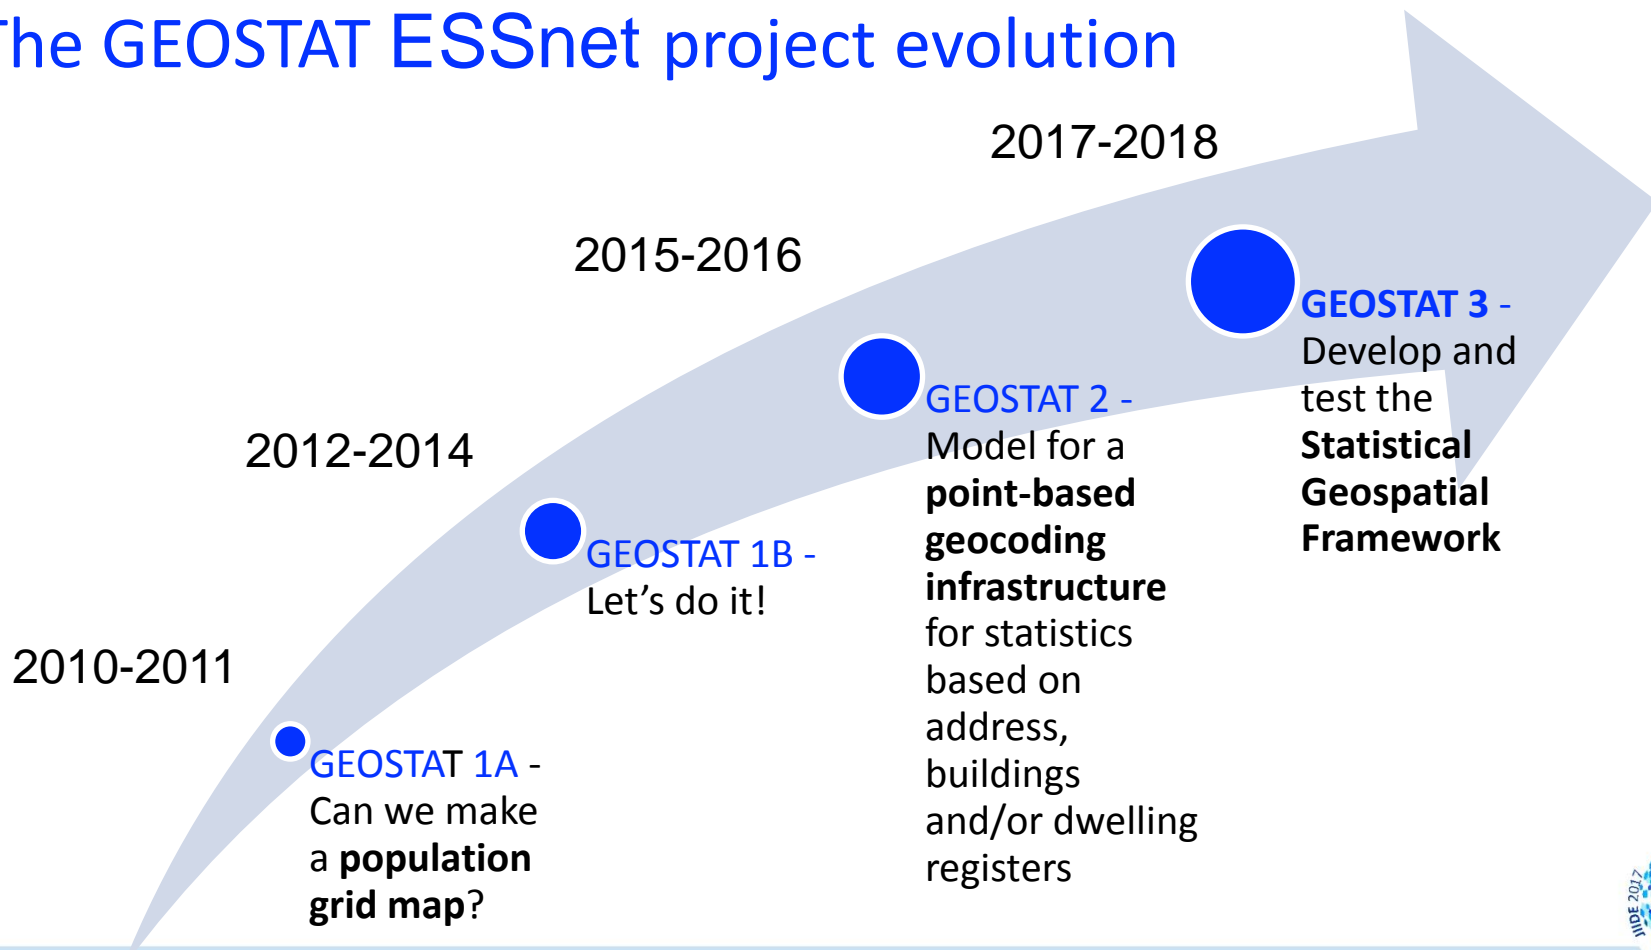 The GEOSTAT ESSnet project evolution
2017-2018
2015-2016
2012-2014
2010-2011
GEOSTAT 3 -
Develop and
test the
Statistical
Geospatial
Framework
GEOSTAT 2 -
Model for a
point-based
geocoding
infrastructure
for statistics
based on
address,
buildings
and/or dwelling
registers
GEOSTAT 1B -
Let’s do it!
GEOSTAT 1A -
Can we make
a population
grid map?
JIIDE 2017